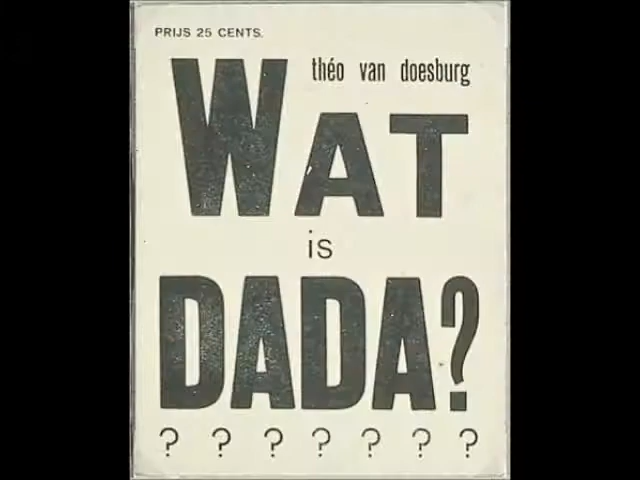 PRIJS 25 CENTS.
théo van doesburg
WAT
is
DADA?
? ? ? ? ? ? ?